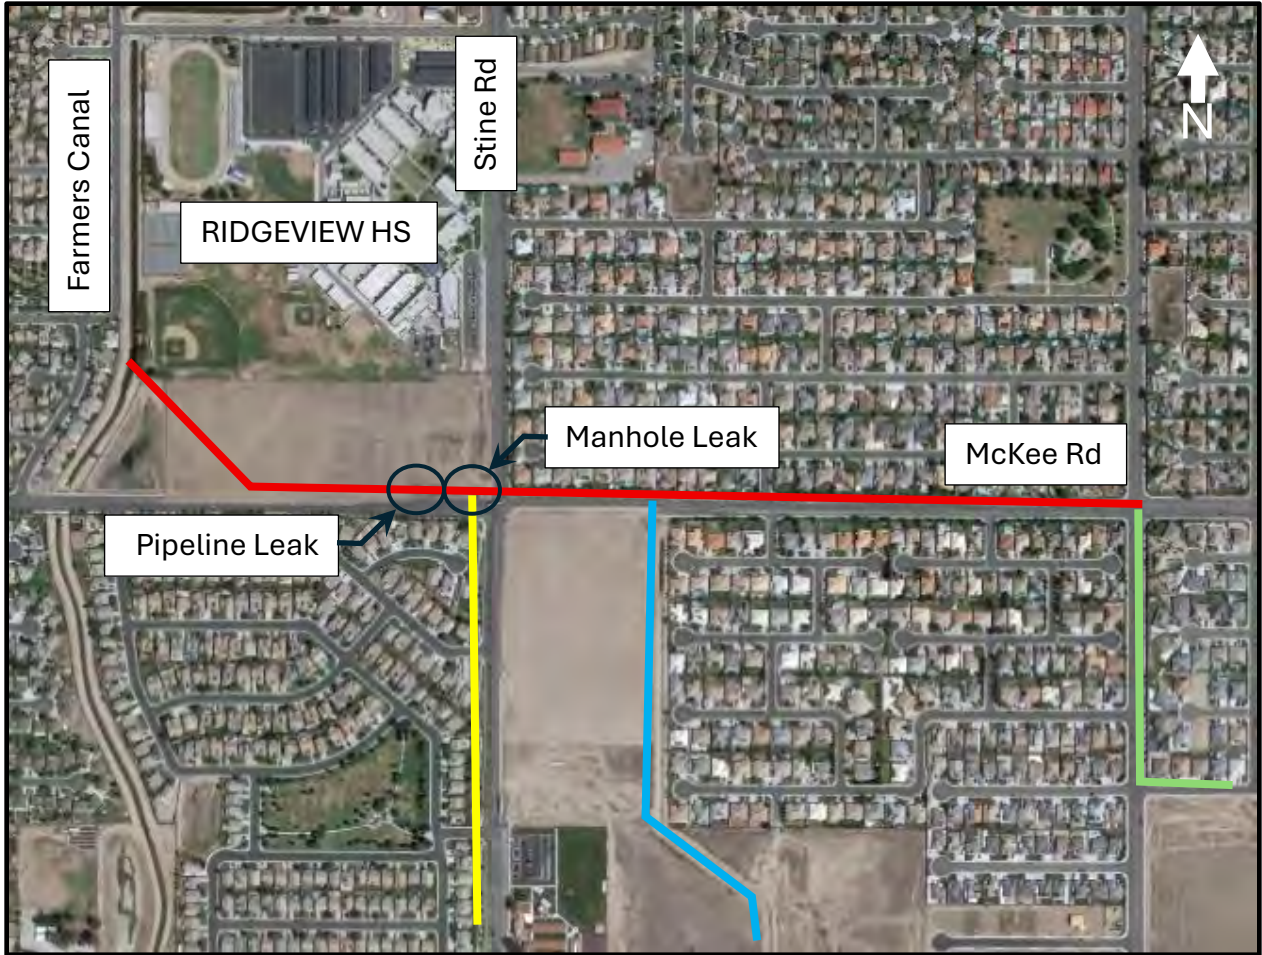 Farmers Canal
Stine Rd
N
RIDGEVIEW HS
Manhole Leak
McKee Rd
Pipeline Leak